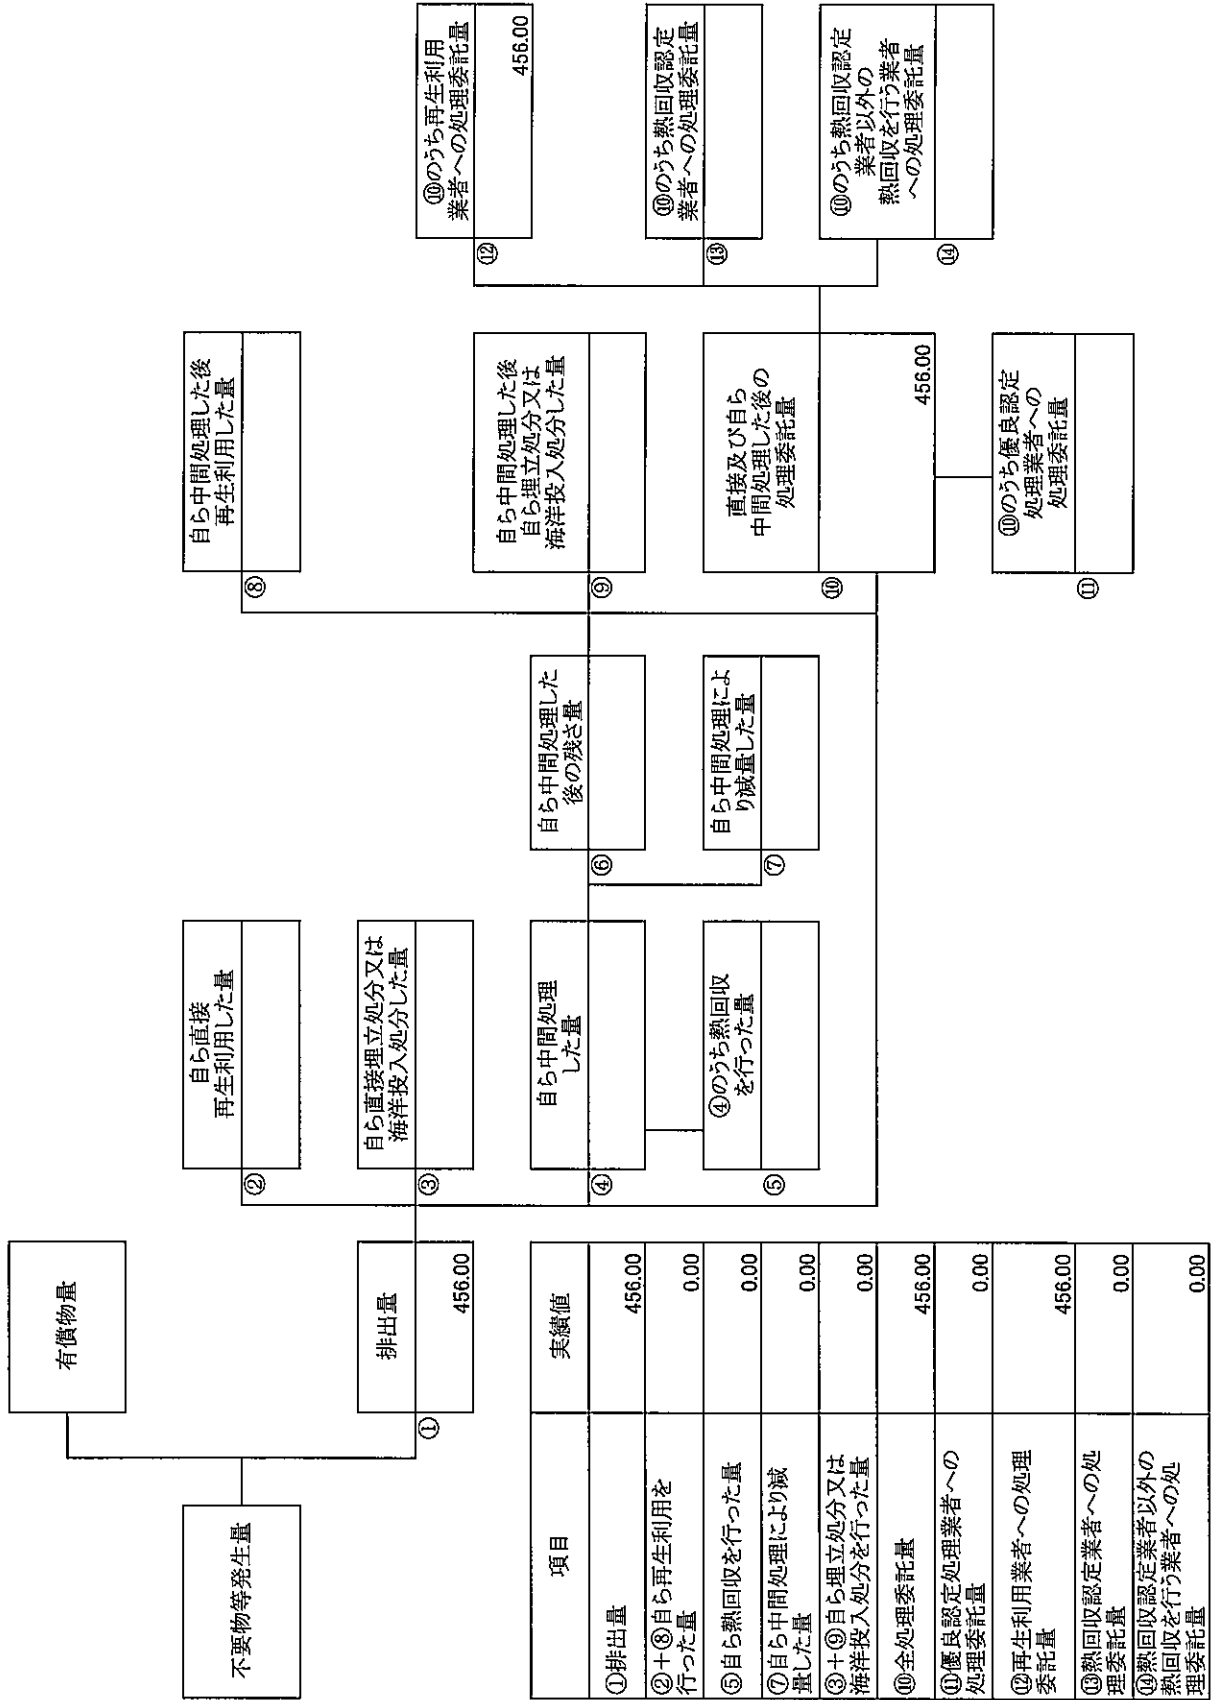 不要物等発生量
有償物量
排出量
①
456.00
②
自ら直接
再生利用した量
③
自ら直接埋立処分又は
海洋投入処分した量
④
自ら中間処理
した量
⑤
④のうち熱回収
を行った量
⑥
自ら中間処理した
後の残さ量
⑦
自ら中間処理によ
り減量した量
⑧
自ら中間処理した後
再生利用した量
⑨
自ら中間処理した後
自ら埋立処分又は
海洋投入処分した量
⑩
直接及び自ら
中間処理した後の
処理委託量
456.00
⑪
⑩のうち優良認定
処理業者への
処理委託量
⑫
⑩のうち再生利用
業者への処理委託量
456.00
⑬
⑩のうち熱回収認定
業者への処理委託量
⑭
⑩のうち熱回収認定
業者以外の
熱回収を行う業者
への処理委託量
項目 実績値
①排出量 456.00
②+⑧自ら再生利用を
行った量 0.00
⑤自ら熱回収を行った量 0.00
⑦自ら中間処理により減
量した量 0.00
③+⑨自ら埋立処分又は
海洋投入処分を行った量 0.00
⑩全処理委託量 456.00
⑪優良認定処理業者への
処理委託量 0.00
⑫再生利用業者への処理
委託量 456.00
⑬熱回収認定業者への処
理委託量 0.00
⑭熱回収認定業者以外の
熱回収を行う業者への処
理委託量 0.00